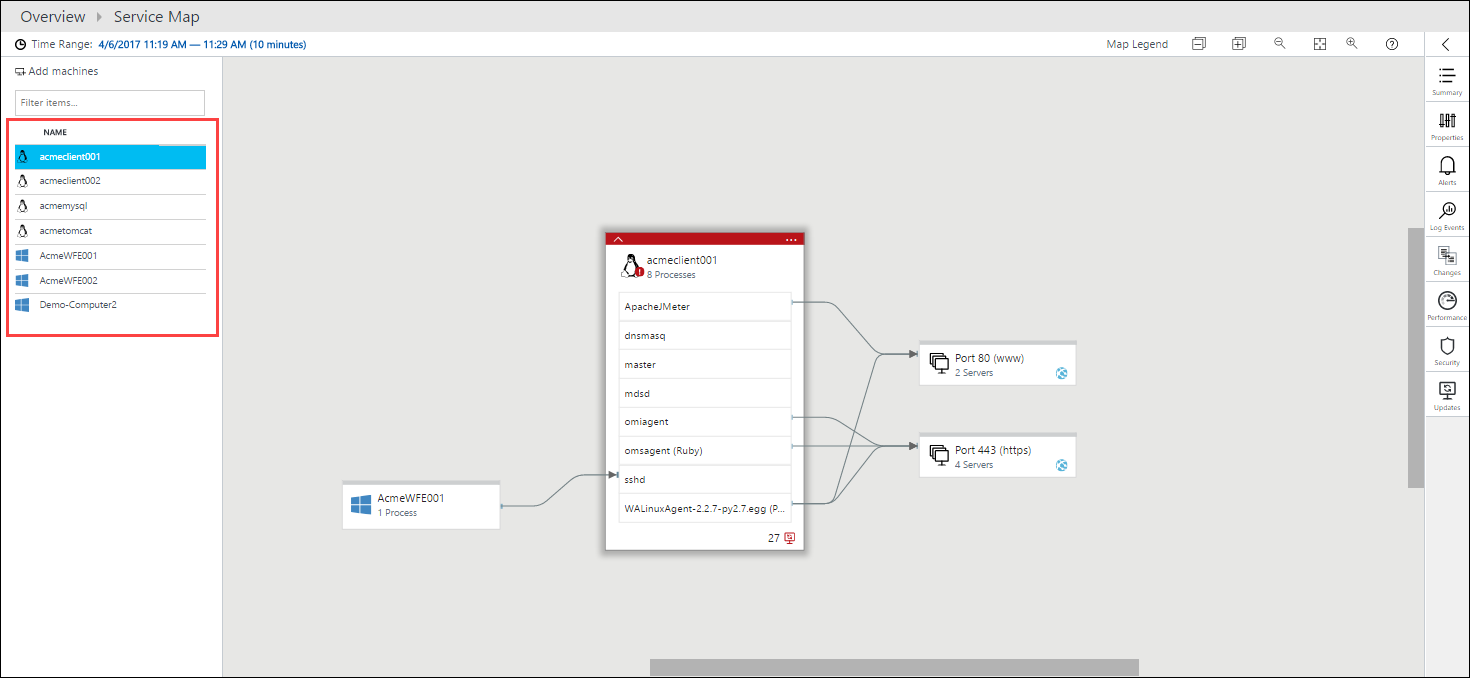 Overview Service Map
Time Range: 4/6/2017 11:19 AM — 11:29 AM (10 minutes)
Map Legend
Add machines
Filter items...
NAME
acmeclient001
acmeclient002
acmemysql
acmetomcat
AcmeWFE001
AcmeWFE002
Demo-Computer2
AcmeWFE001
1 Process
acmeclient001
8 Processes
ApacheJMeter
dnsmasq
master
mdsd
omiagent
omsagent (Ruby)
sshd
WALinuxAgent-2.2.7-py2.7.egg (P...
27
Port 80 (www)
2 Servers
Port 443 (https)
4 Servers
Summary
Properties
Alerts
Log Events
Changes
Performance
Security
Updates